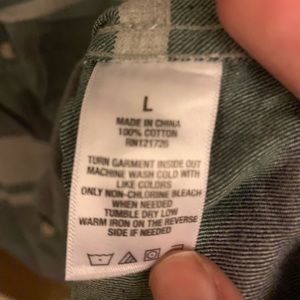 L
MADE IN CHINA
100% COTTON
RN121726
TURN GARMENT INSIDE OUT
MACHINE WASH COLD WITH
LIKE COLORS
ONLY NON-CHLORINE BLEACH
WHEN NEEDED
TUMBLE DRY LOW
WARM IRON ON THE REVERSE
SIDE IF NEEDED